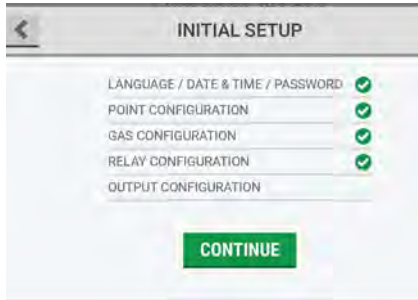 INITIAL SETUP
LANGUAGE / DATE & TIME / PASSWORD
POINT CONFIGURATION
GAS CONFIGURATION
RELAY CONFIGURATION
OUTPUT CONFIGURATION
CONTINUE